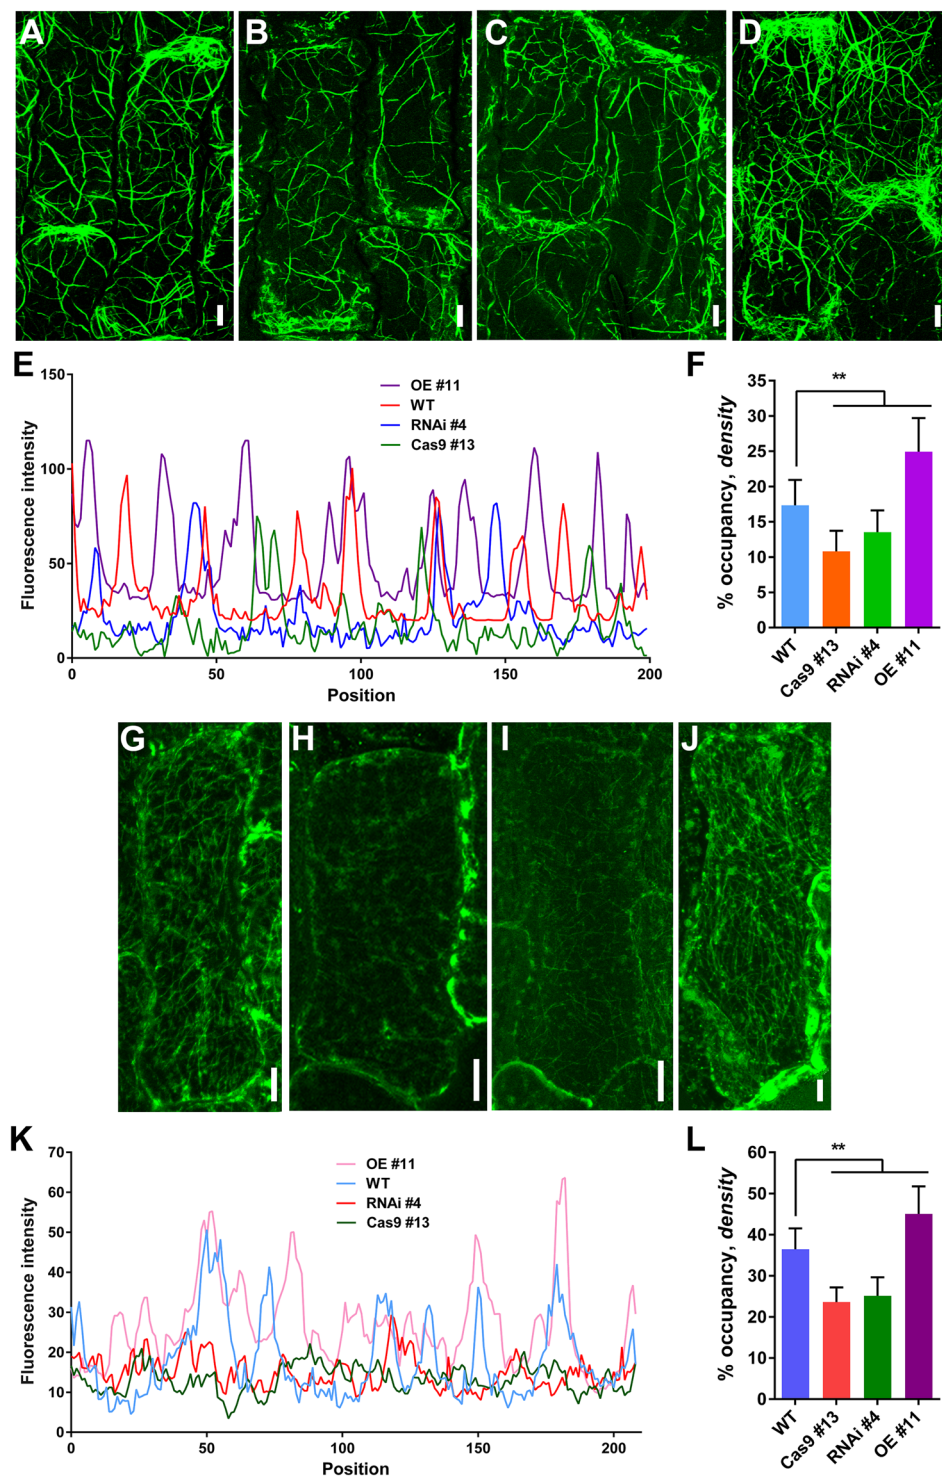 A
B
C
D
E
Fluorescence intensity
150
100
50
0
OE #11
WT
RNAi #4
Cas9 #13
0
50
100
150
200
Position
F
% occupancy, density
35
30
25
20
15
10
5
0
**
WT
Cas9 #13
RNAi #4
OE #11
G
H
I
J
K
Fluorescence intensity
70
60
50
40
30
20
10
0
OE #11
WT
RNAi #4
Cas9 #13
0
50
100
150
200
Position
L
% occupancy, density
60
50
40
30
20
10
0
**
WT
Cas9 #13
RNAi #4
OE #11